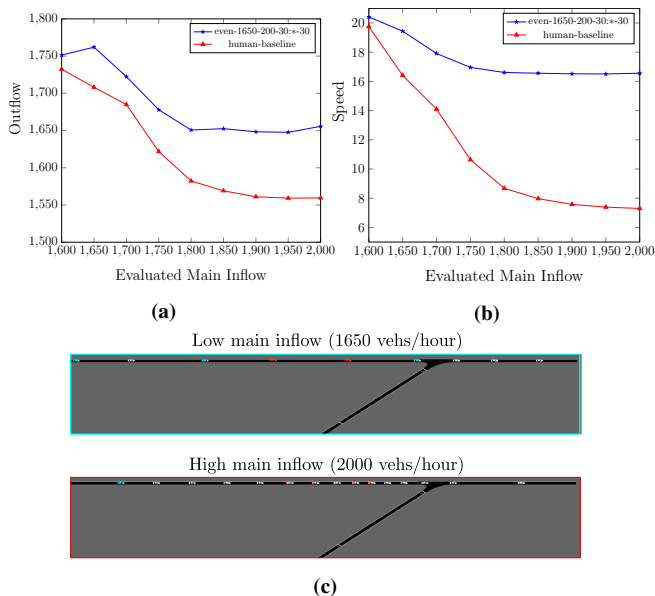 1,800
1,750
1,700
1,650
1,600
1,550
1,500
Outflow
even-1650-200-30:∗-30
human-baseline
1,600 1,650 1,700 1,750 1,800 1,850 1,900 1,950 2,000
Evaluated Main Inflow
(a)
20
18
16
14
12
10
8
6
Speed
even-1650-200-30:∗-30
human-baseline
1,600 1,650 1,700 1,750 1,800 1,850 1,900 1,950 2,000
Evaluated Main Inflow
(b)
Low main inflow (1650 vehs/hour)
High main inflow (2000 vehs/hour)
(c)